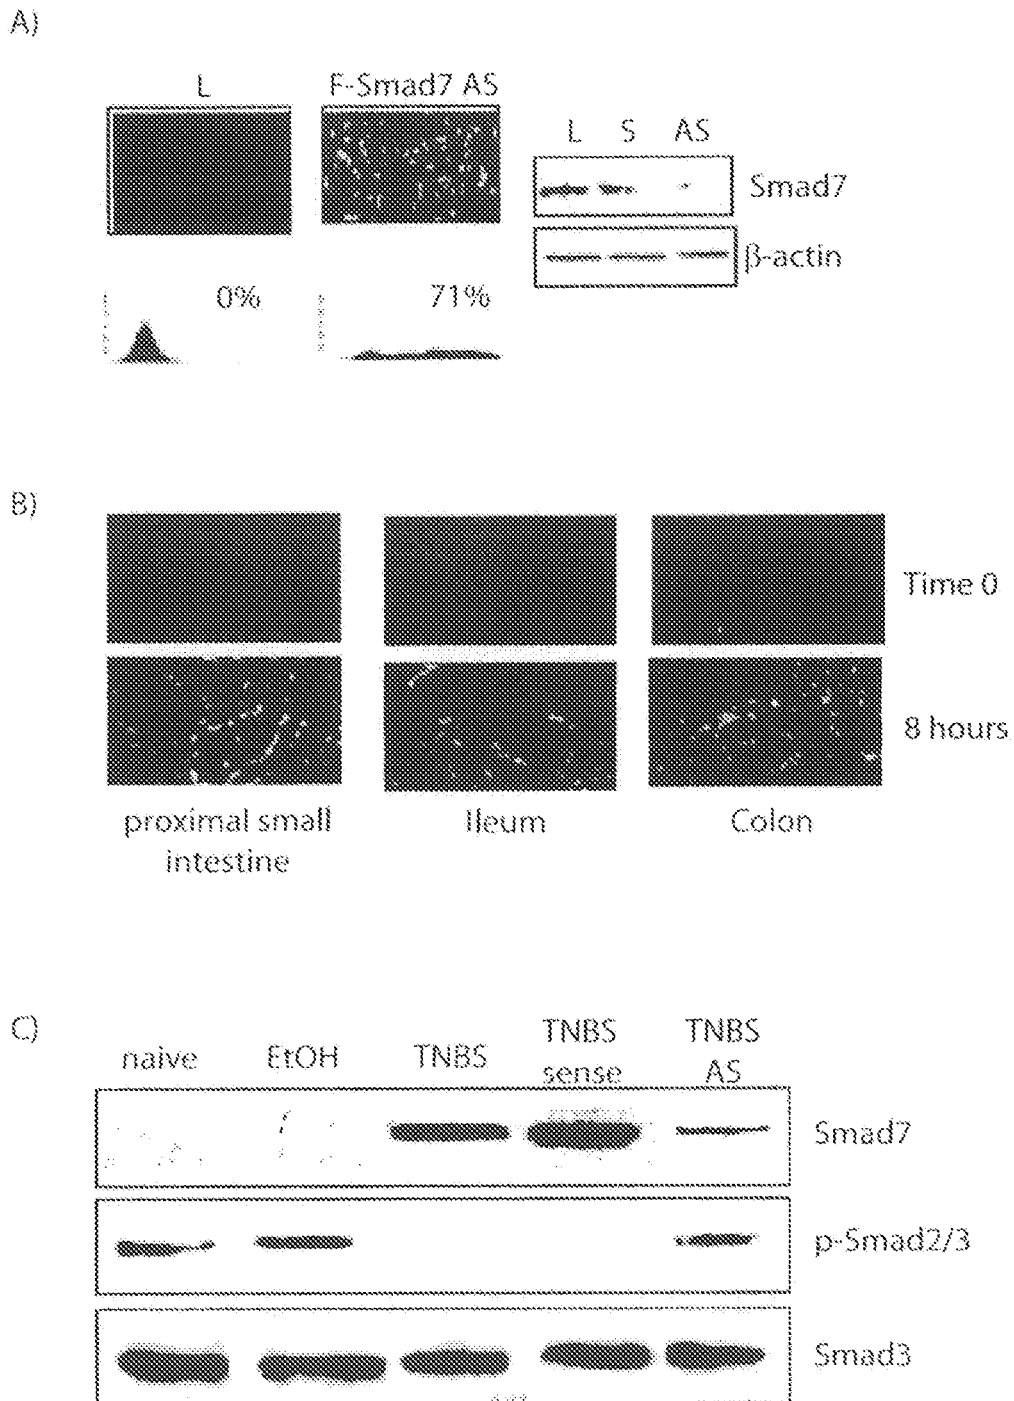 A)
L
F-Smad7 AS
L S AS
Smad7
β-actin
0%
71%
B)
Time 0
8 hours
proximal small
intestine
Ileum
Colon
C)
naive
EtOH
TNBS
TNBS
sense
TNBS
AS
Smad7
p-Smad2/3
Smad3